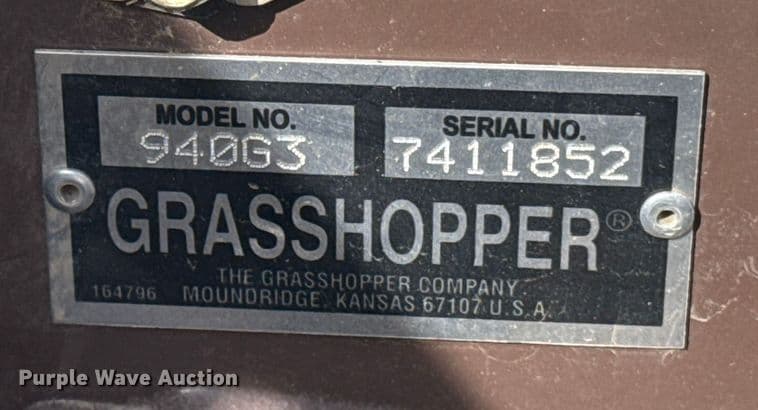 MODEL NO.
940G3
SERIAL NO.
7411852
GRASSHOPPER®
THE GRASSHOPPER COMPANY
164796
MOUNDRIDGE, KANSAS 67107 U.S.A.
Purple Wave Auction